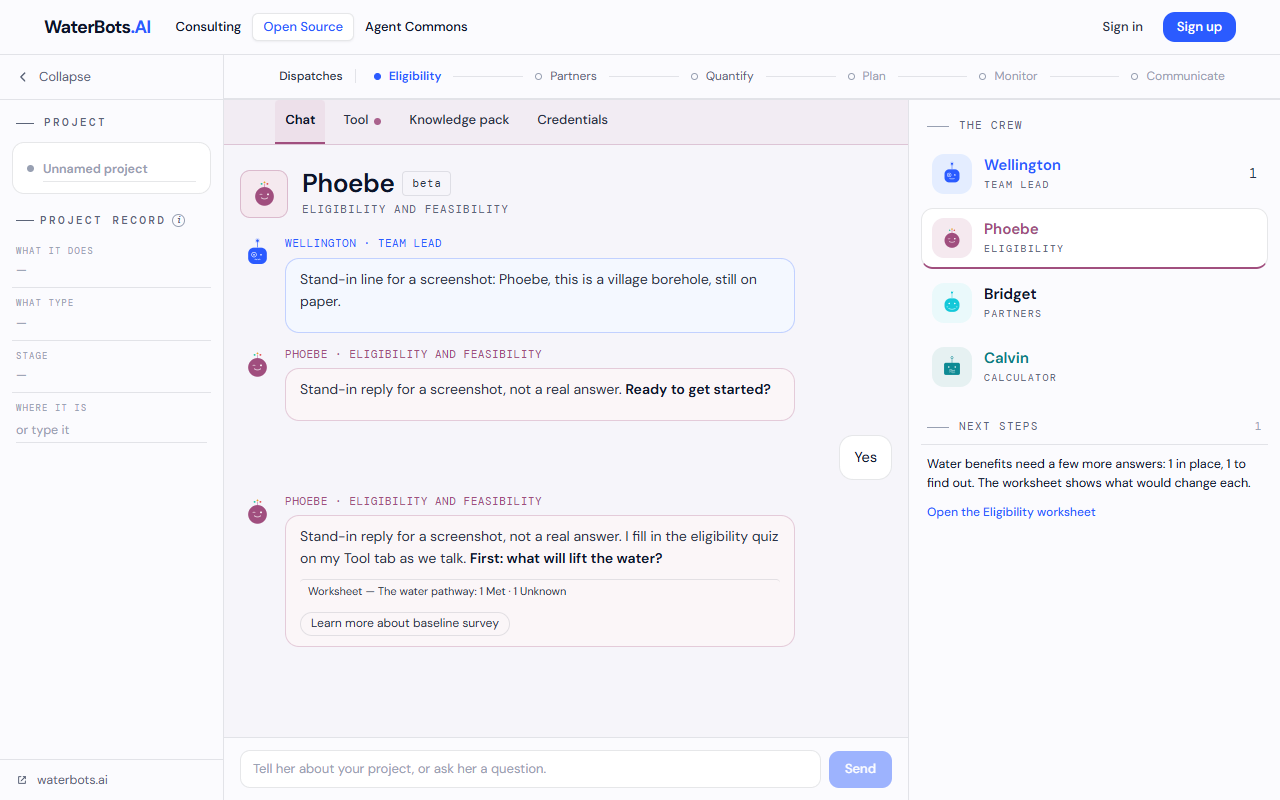 WaterBots.AI
Consulting
Open Source
Agent Commons
Sign in
Sign up
Collapse
Dispatches
Eligibility
Partners
Quantify
Plan
Monitor
Communicate
PROJECT
Unnamed project
PROJECT RECORD i
WHAT IT DOES
—
WHAT TYPE
—
STAGE
—
WHERE IT IS
or type it
waterbots.ai
Chat
Tool
Knowledge pack
Credentials
Phoebe beta
ELIGIBILITY AND FEASIBILITY
WELLINGTON · TEAM LEAD
Stand-in line for a screenshot: Phoebe, this is a village borehole, still on
paper.
PHOEBE · ELIGIBILITY AND FEASIBILITY
Stand-in reply for a screenshot, not a real answer. Ready to get started?
Yes
PHOEBE · ELIGIBILITY AND FEASIBILITY
Stand-in reply for a screenshot, not a real answer. I fill in the eligibility quiz
on my Tool tab as we talk. First: what will lift the water?
Worksheet — The water pathway: 1 Met · 1 Unknown
Learn more about baseline survey
Tell her about your project, or ask her a question.
Send
THE CREW
Wellington
TEAM LEAD
1
Phoebe
ELIGIBILITY
Bridget
PARTNERS
Calvin
CALCULATOR
NEXT STEPS
1
Water benefits need a few more answers: 1 in place, 1 to
find out. The worksheet shows what would change each.
Open the Eligibility worksheet